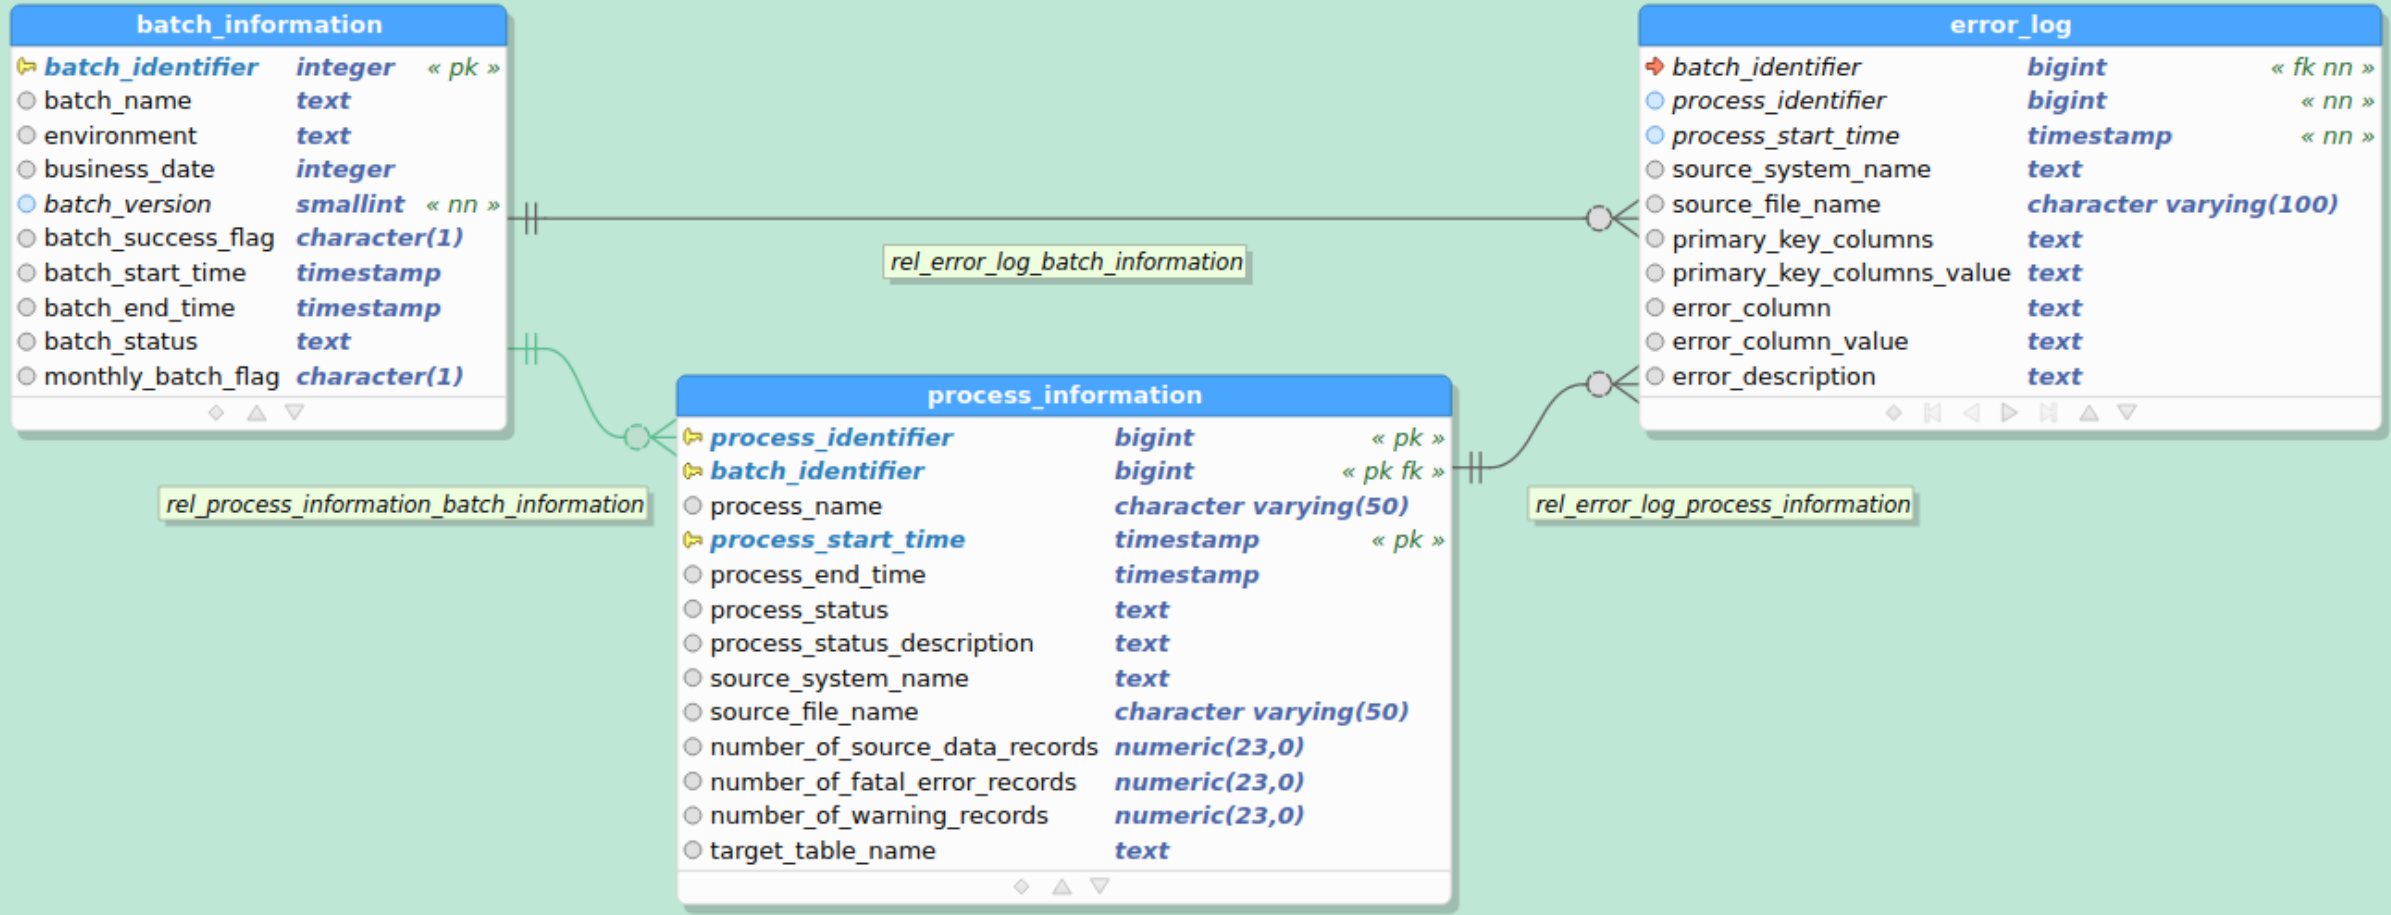 batch_information
batch_identifier integer « pk »
batch_name text
environment text
business_date integer
batch_version smallint « nn »
batch_success_flag character(1)
batch_start_time timestamp
batch_end_time timestamp
batch_status text
monthly_batch_flag character(1)
error_log
batch_identifier bigint « fk nn »
process_identifier bigint « nn »
process_start_time timestamp « nn »
source_system_name text
source_file_name character varying(100)
primary_key_columns text
primary_key_columns_value text
error_column text
error_column_value text
error_description text
rel_error_log_batch_information
process_information
process_identifier bigint « pk »
batch_identifier bigint « pk fk »
process_name character varying(50)
process_start_time timestamp « pk »
process_end_time timestamp
process_status text
process_status_description text
source_system_name text
source_file_name character varying(50)
number_of_source_data_records numeric(23,0)
number_of_fatal_error_records numeric(23,0)
number_of_warning_records numeric(23,0)
target_table_name text
rel_process_information_batch_information
rel_error_log_process_information